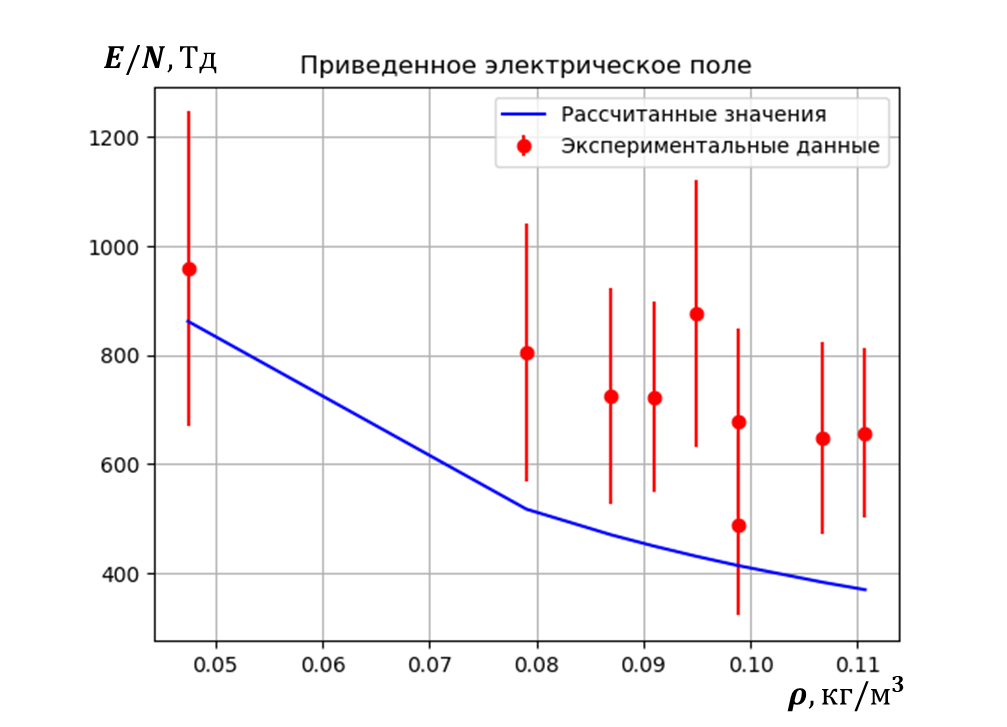 E/N, Тд
Приведенное электрическое поле
Рассчитанные значения
Экспериментальные данные
1200
1000
800
600
400
0.05 0.06 0.07 0.08 0.09 0.10 0.11
ρ, кг/м³